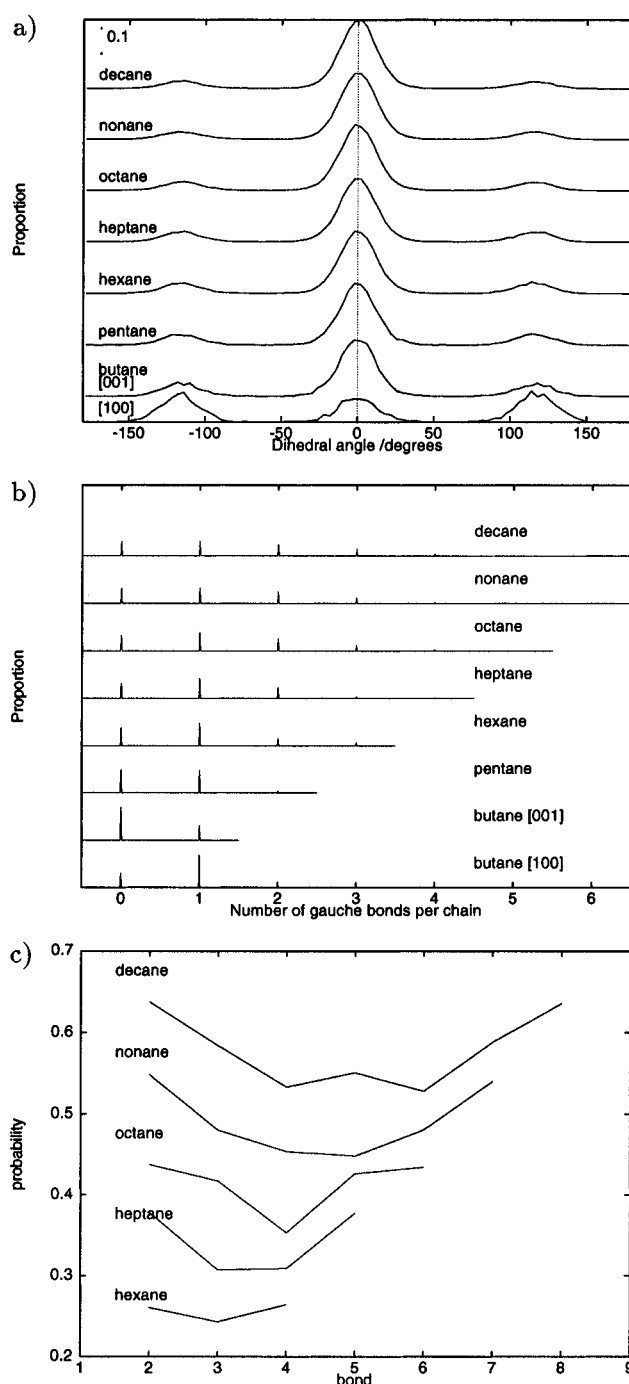 a)
0.1
decane
nonane
octane
heptane
hexane
pentane
butane
[001]
[100]
Proportion
-150 -100 -50 0 50 100 150
Dihedral angle /degrees
b)
decane
nonane
octane
heptane
hexane
pentane
butane [001]
butane [100]
Proportion
0 1 2 3 4 5 6
Number of gauche bonds per chain
c)
0.7
decane
0.6
nonane
0.5
octane
0.4
heptane
0.3
hexane
0.2
probability
1 2 3 4 5 6 7 8 9
bond